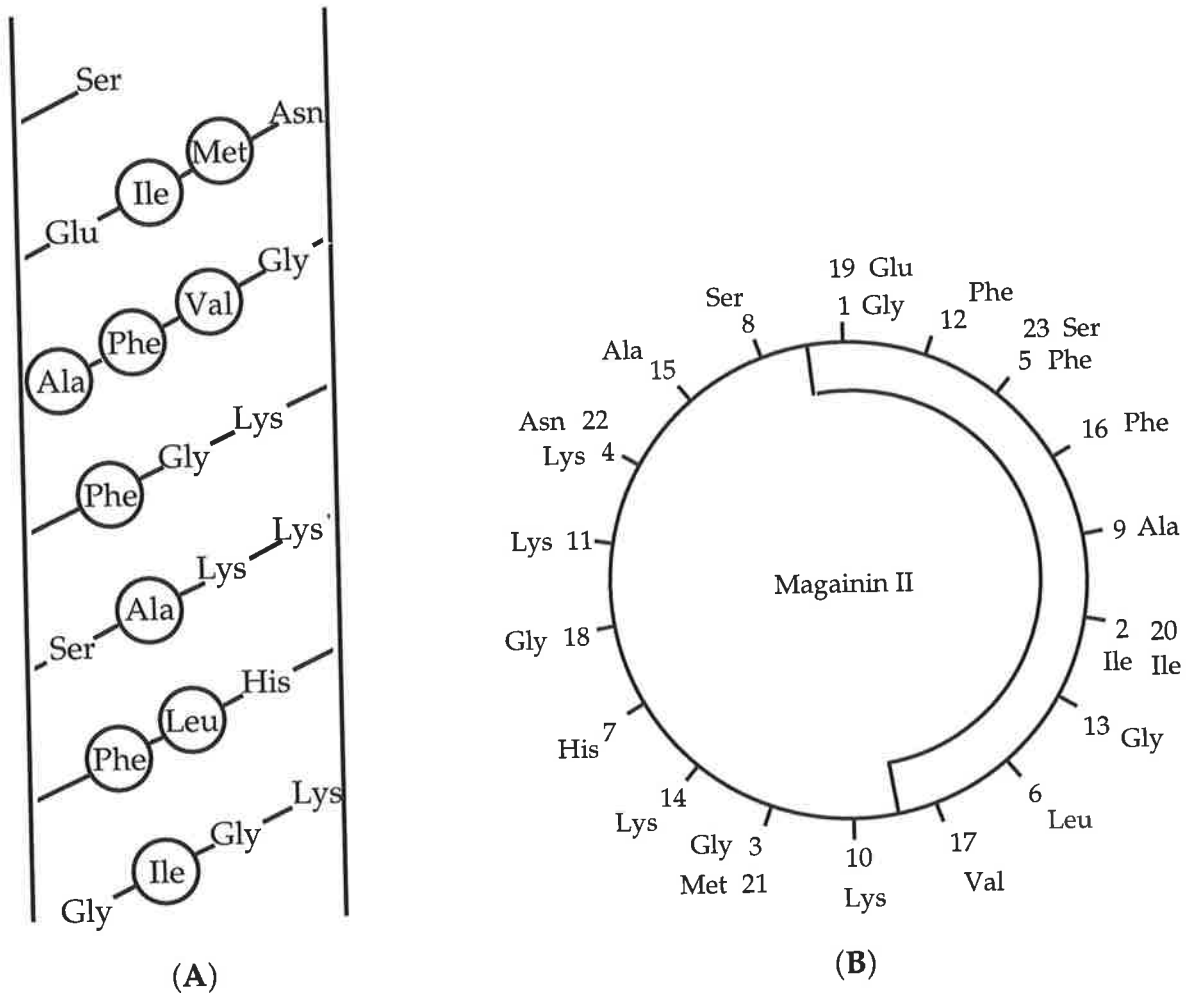 Ser
Asn
Met
Ile
Glu
Gly
Val
Phe
Ala
Lys
Gly
Phe
Lys
Lys
Ala
Ser
His
Leu
Phe
Lys
Gly
Ile
Gly
(A)
19 Glu
1 Gly
Phe
12
23 Ser
5 Phe
16 Phe
9 Ala
2 20
Ile Ile
13 Gly
6
Leu
17
Val
10
Lys
Gly 3
Met 21
14
Lys
His 7
Gly 18
Lys 11
Asn 22
Lys 4
Ala 15
Ser
8
Magainin II
(B)